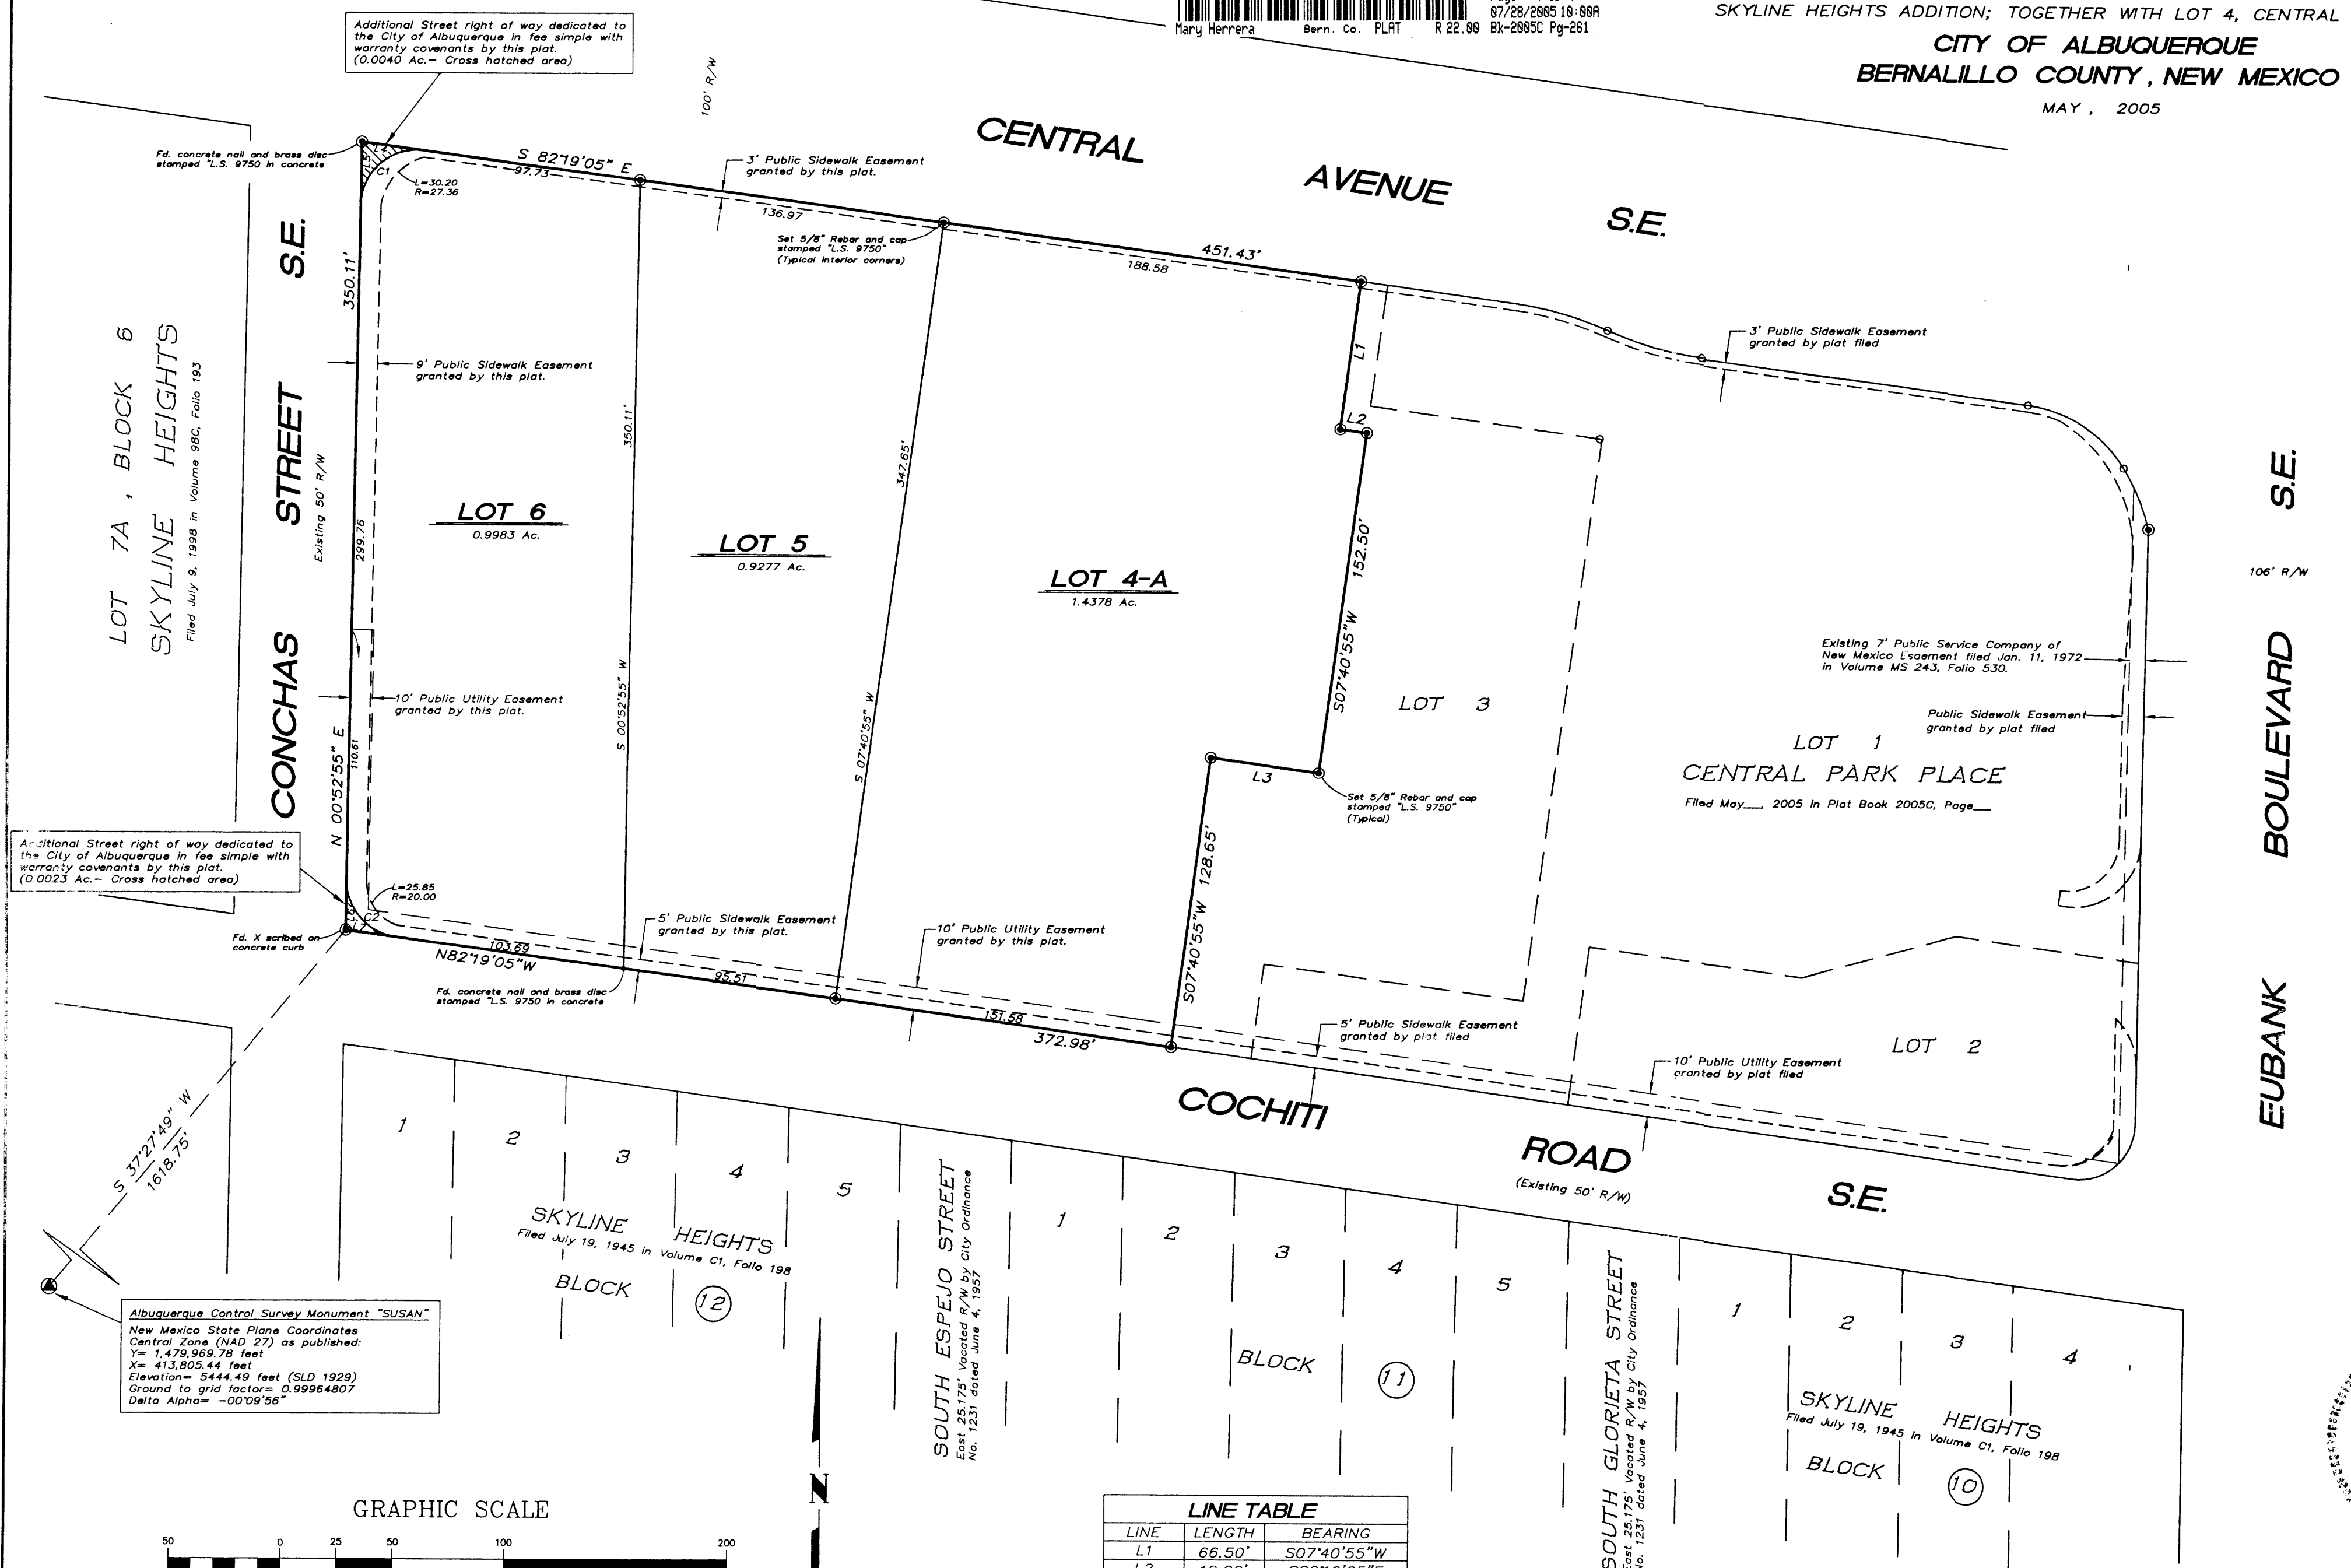 Additional Street right of way dedicated to
the City of Albuquerque in fee simple with
warranty covenants by this plat.
(0.0040 Ac.- Cross hatched area)
07/28/2005 10:00A
Mary Herrera Bern. Co. PLAT R 22.00 Bk-2005C Pg-261
SKYLINE HEIGHTS ADDITION; TOGETHER WITH LOT 4, CENTRAL
CITY OF ALBUQUERQUE
BERNALILLO COUNTY, NEW MEXICO
MAY, 2005
100' R/W
CENTRAL AVENUE S.E.
Fd. concrete nail and brass disc
stamped "L.S. 9750 in concrete
L5
L4
C1
L=30.20
R=27.36
S 82°19'05" E
97.73
3' Public Sidewalk Easement
granted by this plat.
136.97
Set 5/8" Rebar and cap
stamped "L.S. 9750"
(Typical interior corners)
451.43'
188.58
3' Public Sidewalk Easement
granted by plat filed
LOT 7A, BLOCK 6
SKYLINE HEIGHTS
Filed July 9, 1998 in Volume 98C, Folio 193
CONCHAS STREET S.E.
Existing 50' R/W
350.11'
299.76
110.61
N 00°52'55" E
9' Public Sidewalk Easement
granted by this plat.
10' Public Utility Easement
granted by this plat.
LOT 6
0.9983 Ac.
350.11'
S 00°52'55" W
LOT 5
0.9277 Ac.
347.65'
S 07°40'55" W
LOT 4-A
1.4378 Ac.
L1
L2
S07°40'55"W 152.50'
L3
S07°40'55"W 128.65'
Set 5/8" Rebar and cap
stamped "L.S. 9750"
(Typical)
LOT 3
LOT 1
CENTRAL PARK PLACE
Filed May___, 2005 In Plat Book 2005C, Page___
Existing 7' Public Service Company of
New Mexico Esaement filed Jan. 11, 1972
in Volume MS 243, Folio 530.
Public Sidewalk Easement
granted by plat filed
106' R/W
EUBANK BOULEVARD S.E.
LOT 2
Additional Street right of way dedicated to
the City of Albuquerque in fee simple with
warranty covenants by this plat.
(0.0023 Ac.- Cross hatched area)
L=25.85
R=20.00
L6
C2
L7
Fd. X scribed on
concrete curb
103.69
N82°19'05"W
Fd. concrete nail and brass disc
stamped "L.S. 9750 in concrete
5' Public Sidewalk Easement
granted by this plat.
95.51
10' Public Utility Easement
granted by this plat.
151.58
372.98'
5' Public Sidewalk Easement
granted by plat filed
10' Public Utility Easement
granted by plat filed
COCHITI ROAD S.E.
(Existing 50' R/W)
S 37°27'49" W
1618.75'
1 2 3 4 5
SKYLINE HEIGHTS
Filed July 19, 1945 in Volume C1, Folio 198
BLOCK 12
SOUTH ESPEJO STREET
East 25.175' Vacated R/W by City Ordinance
No. 1231 dated June 4, 1957
1 2 3 4 5
BLOCK 11
SOUTH GLORIETA STREET
East 25.175' Vacated R/W by City Ordinance
No. 1231 dated June 4, 1957
1 2 3 4
SKYLINE HEIGHTS
Filed July 19, 1945 in Volume C1, Folio 198
BLOCK 10
Albuquerque Control Survey Monument "SUSAN"
New Mexico State Plane Coordinates
Central Zone (NAD 27) as published:
Y= 1,479,969.78 feet
X= 413,805.44 feet
Elevation= 5444.49 feet (SLD 1929)
Ground to grid factor= 0.99964807
Delta Alpha= -00°09'56"
GRAPHIC SCALE
50 0 25 50 100 200
N
LINE TABLE
LINE LENGTH BEARING
L1 66.50' S07°40'55"W